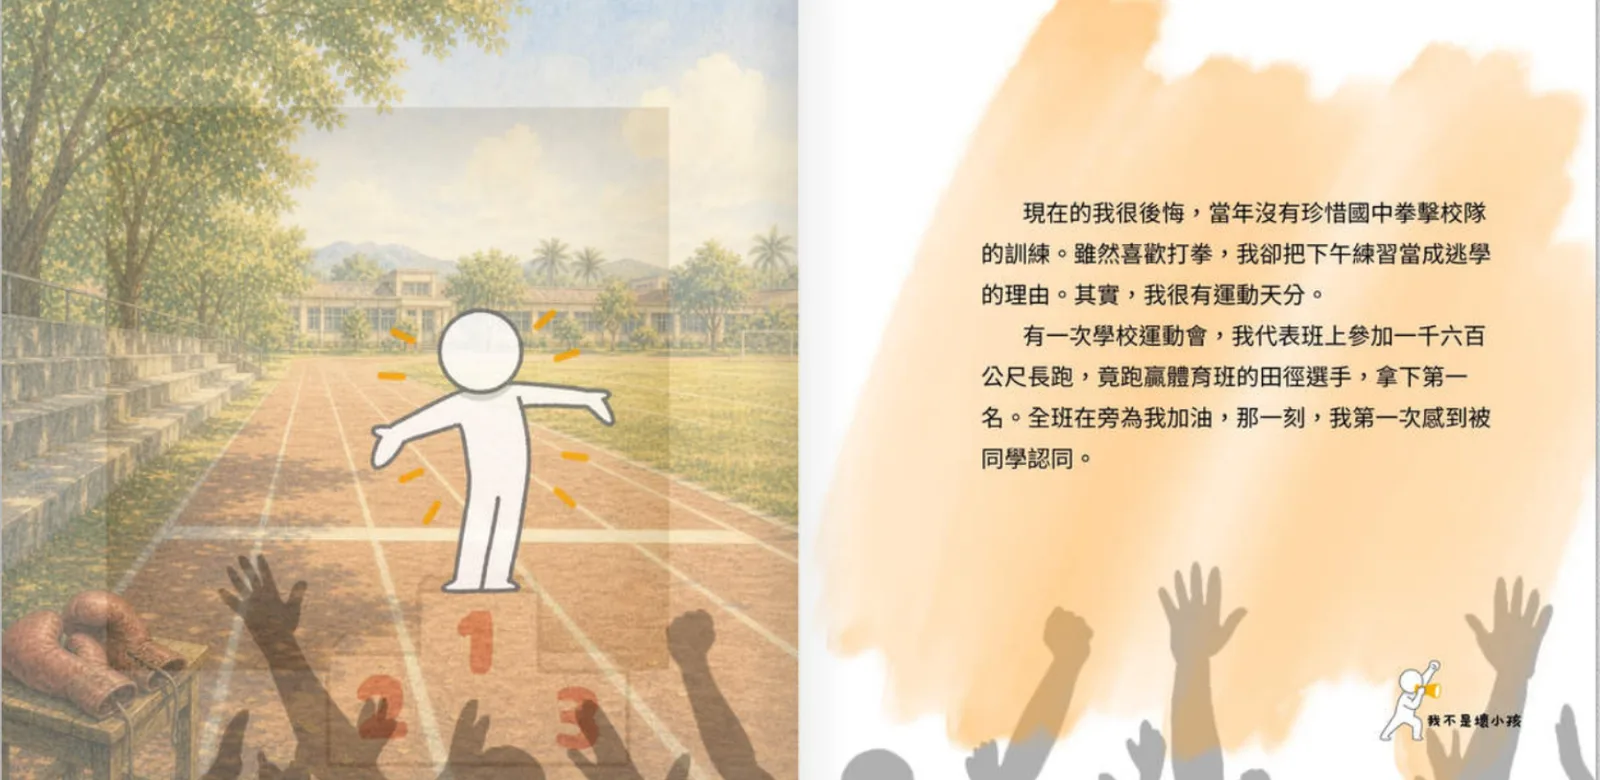 1
2
3
現在的我很後悔，當年沒有珍惜國中拳擊校隊
的訓練。雖然喜歡打拳，我卻把下午練習當成逃學
的理由。其實，我很有運動天分。
有一次學校運動會，我代表班上參加一千六百
公尺長跑，竟跑贏體育班的田徑選手，拿下第一
名。全班在旁為我加油，那一刻，我第一次感到被
同學認同。
我不是壞小孩